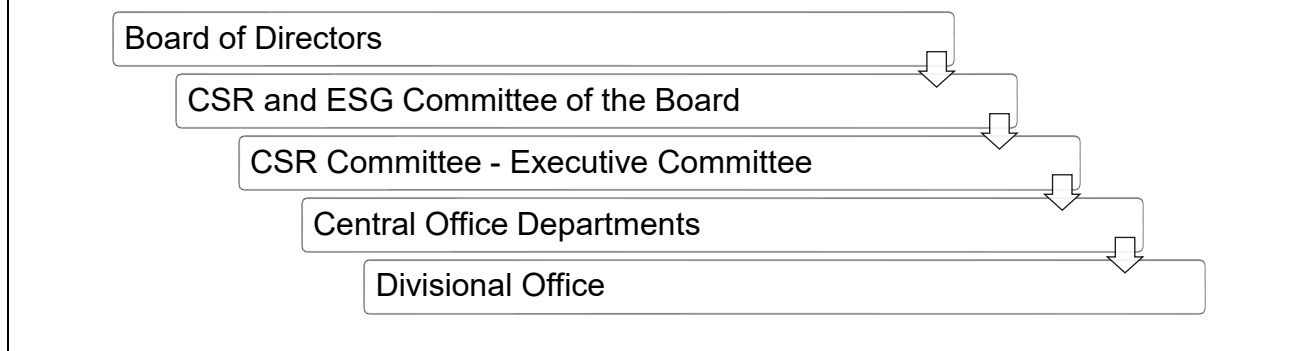 Board of Directors
CSR and ESG Committee of the Board
CSR Committee - Executive Committee
Central Office Departments
Divisional Office